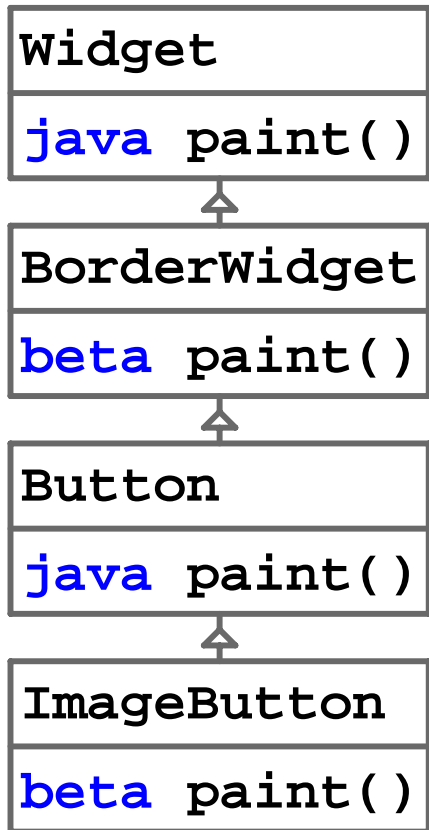 Widget
java paint()
BorderWidget
beta paint()
Button
java paint()
ImageButton
beta paint()